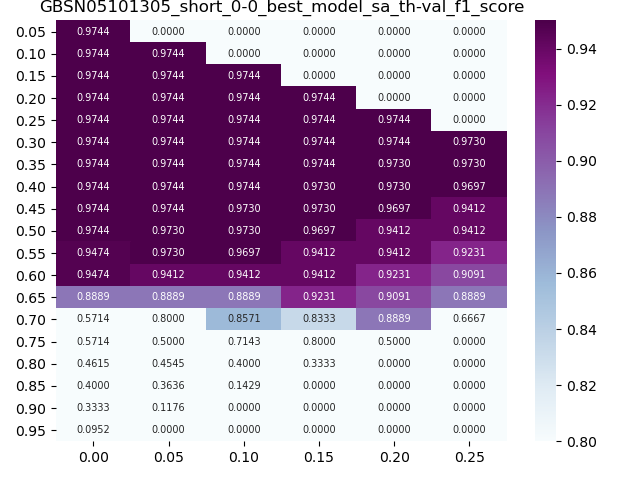 GBSN05101305_short_0-0_best_model_sa_th-val_f1_score
0.05 0.9744 0.0000 0.0000 0.0000 0.0000 0.0000
0.10 0.9744 0.9744 0.0000 0.0000 0.0000 0.0000
0.15 0.9744 0.9744 0.9744 0.0000 0.0000 0.0000
0.20 0.9744 0.9744 0.9744 0.9744 0.0000 0.0000
0.25 0.9744 0.9744 0.9744 0.9744 0.9744 0.0000
0.30 0.9744 0.9744 0.9744 0.9744 0.9744 0.9730
0.35 0.9744 0.9744 0.9744 0.9744 0.9730 0.9730
0.40 0.9744 0.9744 0.9744 0.9730 0.9730 0.9697
0.45 0.9744 0.9744 0.9730 0.9730 0.9697 0.9412
0.50 0.9744 0.9730 0.9730 0.9697 0.9412 0.9412
0.55 0.9474 0.9730 0.9697 0.9412 0.9412 0.9231
0.60 0.9474 0.9412 0.9412 0.9412 0.9231 0.9091
0.65 0.8889 0.8889 0.8889 0.9231 0.9091 0.8889
0.70 0.5714 0.8000 0.8571 0.8333 0.8889 0.6667
0.75 0.5714 0.5000 0.7143 0.8000 0.5000 0.0000
0.80 0.4615 0.4545 0.4000 0.3333 0.0000 0.0000
0.85 0.4000 0.3636 0.1429 0.0000 0.0000 0.0000
0.90 0.3333 0.1176 0.0000 0.0000 0.0000 0.0000
0.95 0.0952 0.0000 0.0000 0.0000 0.0000 0.0000
0.00 0.05 0.10 0.15 0.20 0.25
0.94
0.92
0.90
0.88
0.86
0.84
0.82
0.80